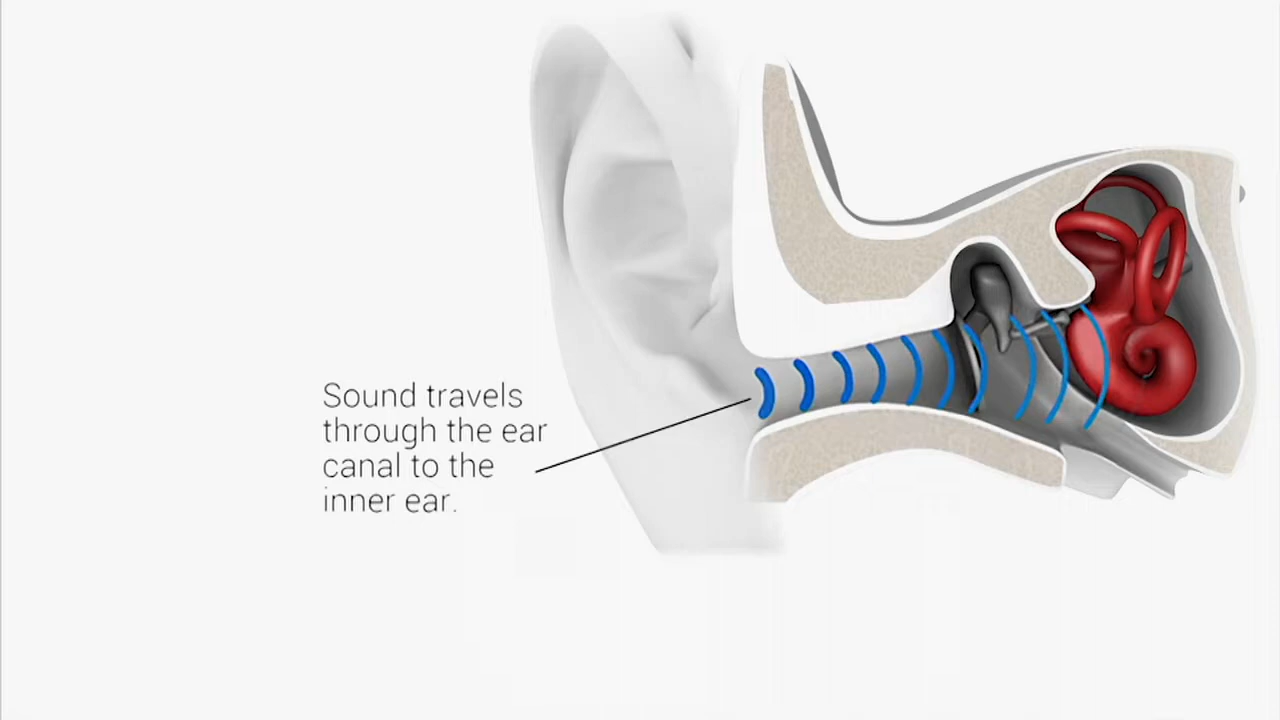 Sound travels
through the ear
canal to the
inner ear.